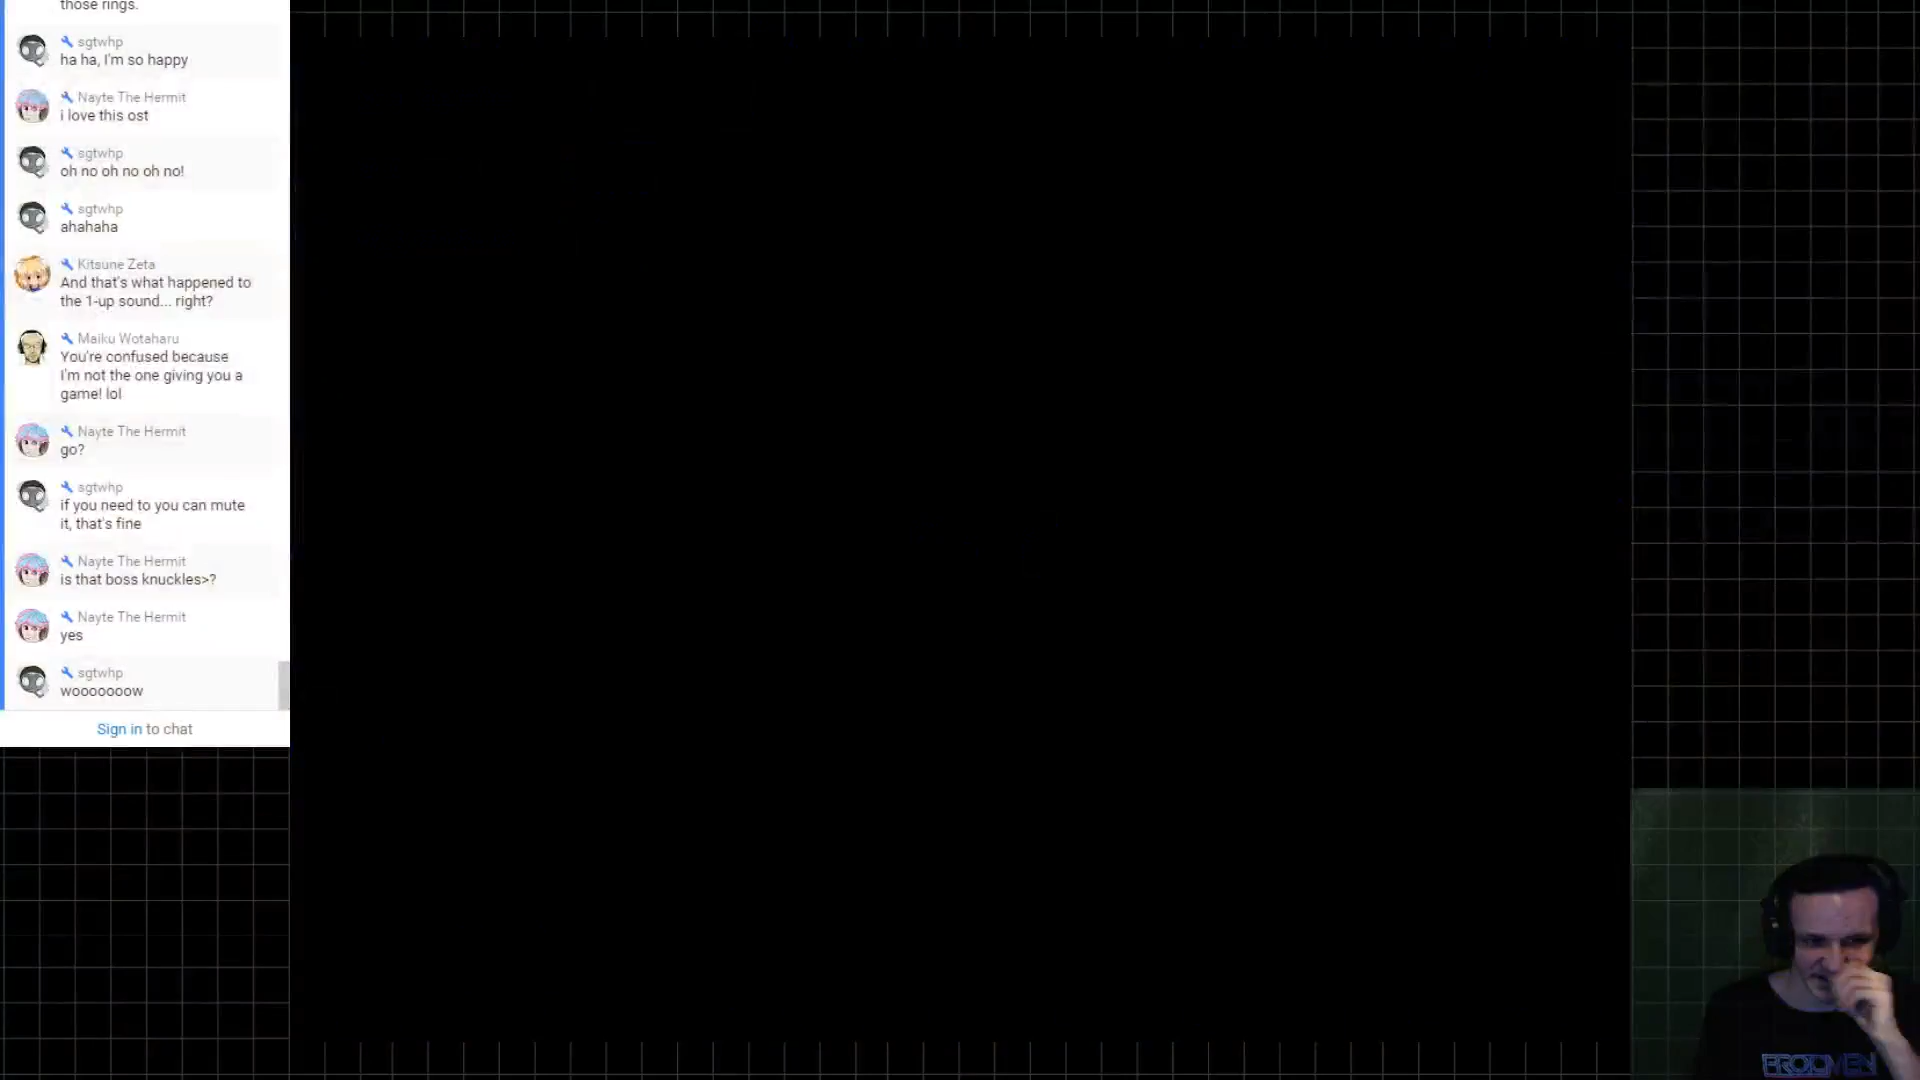 those rings.
sgtwhp
ha ha, I'm so happy
Nayte The Hermit
i love this ost
sgtwhp
oh no oh no oh no!
sgtwhp
ahahaha
Kitsune Zeta
And that's what happened to
the 1-up sound... right?
Maiku Wotaharu
You're confused because
I'm not the one giving you a
game! lol
Nayte The Hermit
go?
sgtwhp
if you need to you can mute
it, that's fine
Nayte The Hermit
is that boss knuckles>?
Nayte The Hermit
yes
sgtwhp
wooooooow
Sign in to chat
PROTOMEN